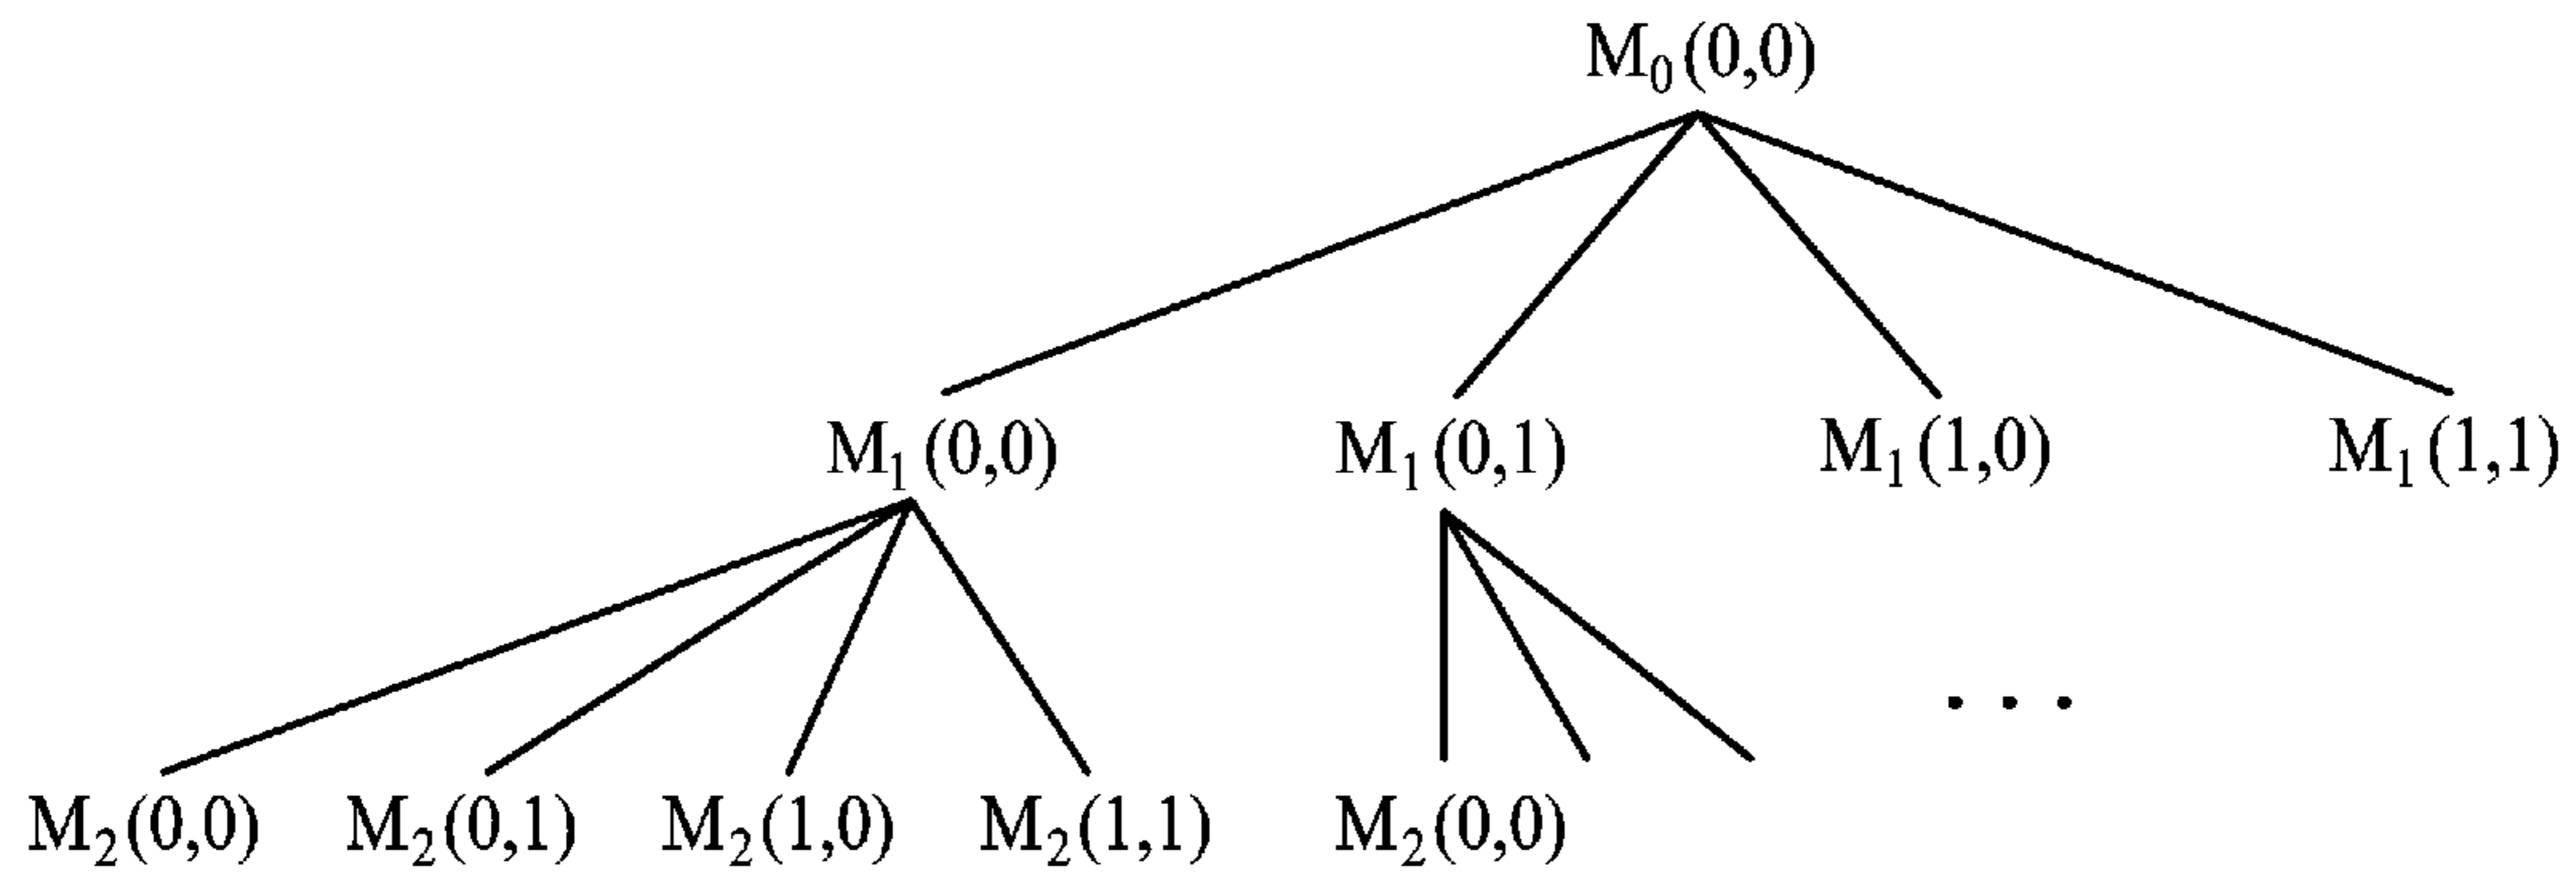 M₀(0,0)
M₁(0,0) M₁(0,1) M₁(1,0) M₁(1,1)
. . .
M₂(0,0) M₂(0,1) M₂(1,0) M₂(1,1) M₂(0,0)